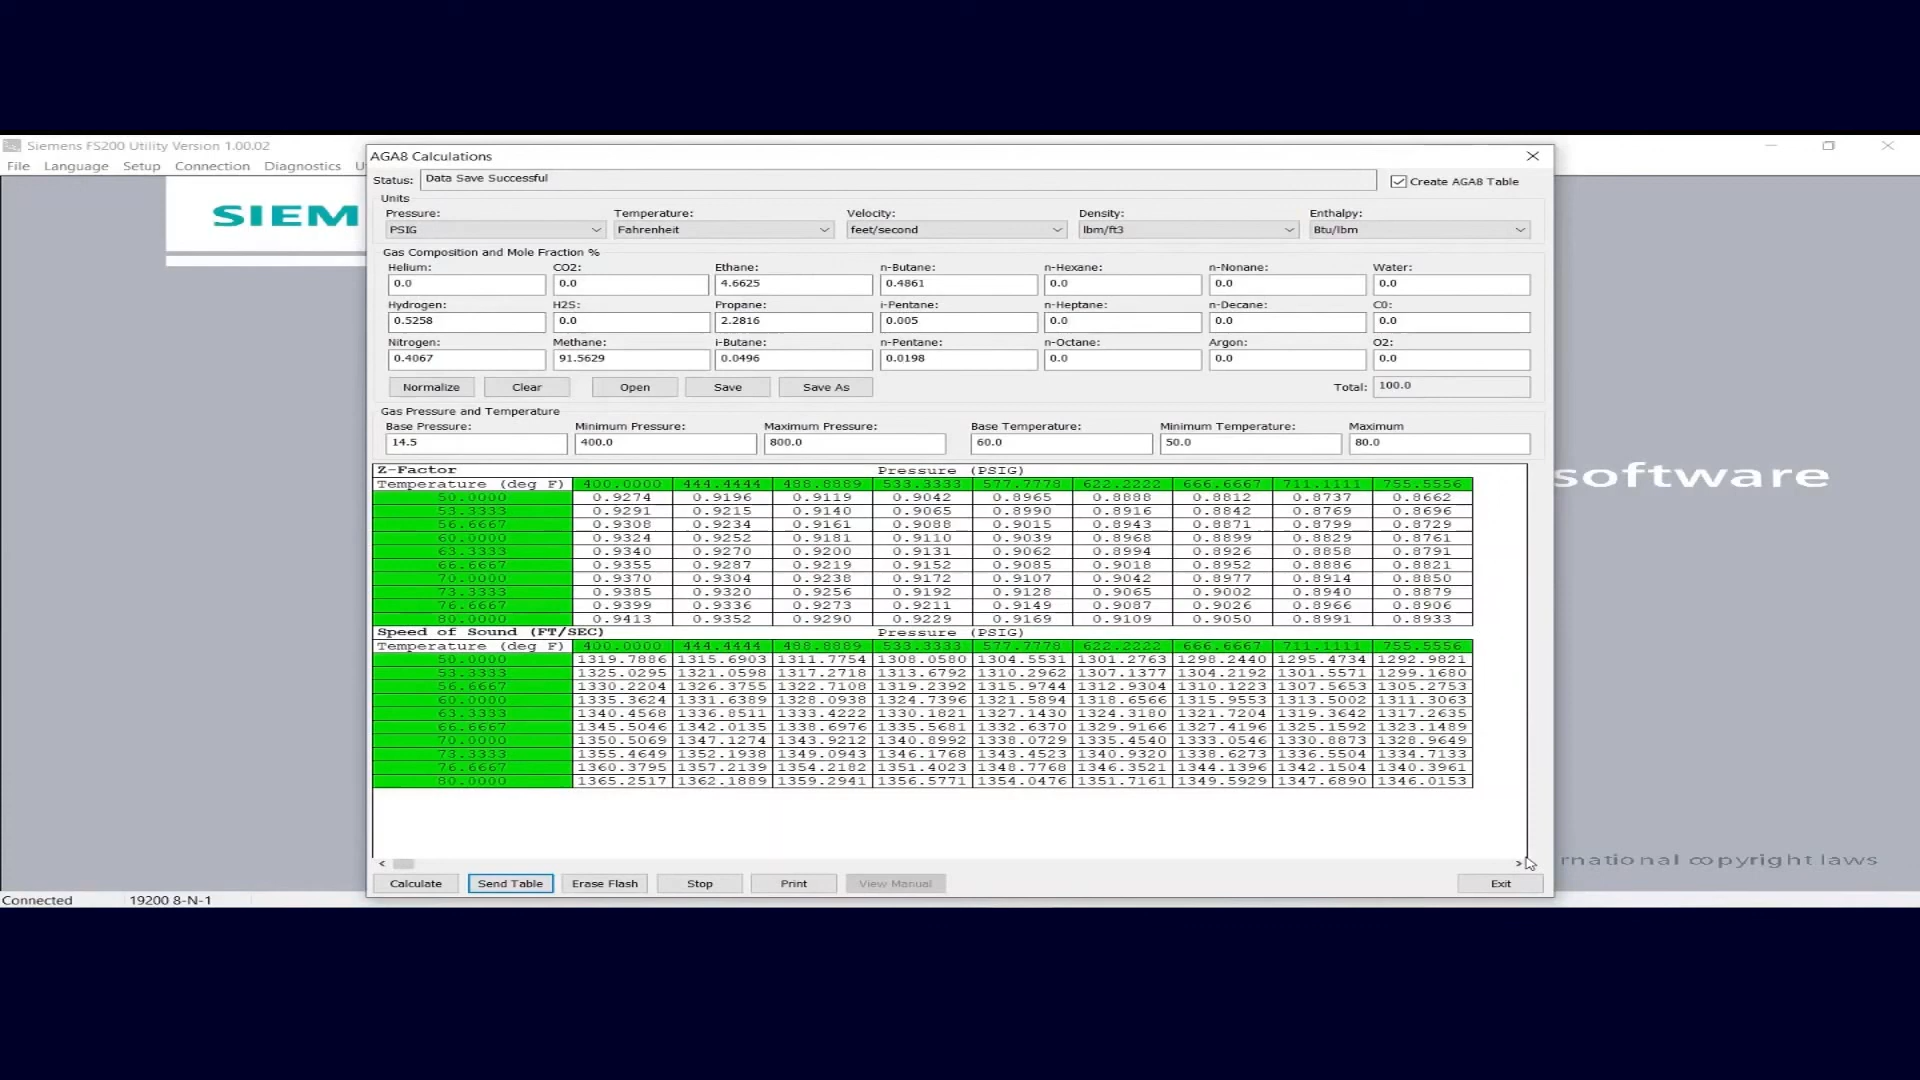 Siemens FS200 Utility Version 1.00.02
File Language Setup Connection Diagnostics
SIEM
AGA8 Calculations
Status: Data Save Successful Create AGA8 Table
Units
Pressure: Temperature: Velocity: Density: Enthalpy:
PSIG Fahrenheit feet/second lbm/ft3 Btu/lbm
Gas Composition and Mole Fraction %
Helium: CO2: Ethane: n-Butane: n-Hexane: n-Nonane: Water:
0.0 0.0 4.6625 0.4861 0.0 0.0 0.0
Hydrogen: H2S: Propane: i-Pentane: n-Heptane: n-Decane: C0:
0.5258 0.0 2.2816 0.005 0.0 0.0 0.0
Nitrogen: Methane: i-Butane: n-Pentane: n-Octane: Argon: O2:
0.4067 91.5629 0.0496 0.0198 0.0 0.0 0.0
Normalize Clear Open Save Save As Total: 100.0
Gas Pressure and Temperature
Base Pressure: Minimum Pressure: Maximum Pressure: Base Temperature: Minimum Temperature: Maximum
14.5 400.0 800.0 60.0 50.0 80.0
Z-Factor Pressure (PSIG)
Temperature (deg F) 400.0000 444.4444 488.8889 533.3333 577.7778 622.2222 666.6667 711.1111 755.5556
50.0000 0.9274 0.9196 0.9119 0.9042 0.8965 0.8888 0.8812 0.8737 0.8662
53.3333 0.9291 0.9215 0.9140 0.9065 0.8990 0.8916 0.8842 0.8769 0.8696
56.6667 0.9308 0.9234 0.9161 0.9088 0.9015 0.8943 0.8871 0.8799 0.8729
60.0000 0.9324 0.9252 0.9181 0.9110 0.9039 0.8968 0.8899 0.8829 0.8761
63.3333 0.9340 0.9270 0.9200 0.9131 0.9062 0.8994 0.8926 0.8858 0.8791
66.6667 0.9355 0.9287 0.9219 0.9152 0.9085 0.9018 0.8952 0.8886 0.8821
70.0000 0.9370 0.9304 0.9238 0.9172 0.9107 0.9042 0.8977 0.8914 0.8850
73.3333 0.9385 0.9320 0.9256 0.9192 0.9128 0.9065 0.9002 0.8940 0.8879
76.6667 0.9399 0.9336 0.9273 0.9211 0.9149 0.9087 0.9026 0.8966 0.8906
80.0000 0.9413 0.9352 0.9290 0.9229 0.9169 0.9109 0.9050 0.8991 0.8933
Speed of Sound (FT/SEC) Pressure (PSIG)
Temperature (deg F) 400.0000 444.4444 488.8889 533.3333 577.7778 622.2222 666.6667 711.1111 755.5556
50.0000 1319.7886 1315.6903 1311.7754 1308.0580 1304.5531 1301.2763 1298.2440 1295.4734 1292.9821
53.3333 1325.0295 1321.0598 1317.2718 1313.6792 1310.2962 1307.1377 1304.2192 1301.5571 1299.1680
56.6667 1330.2204 1326.3755 1322.7108 1319.2392 1315.9744 1312.9304 1310.1223 1307.5653 1305.2753
60.0000 1335.3624 1331.6389 1328.0938 1324.7396 1321.5894 1318.6566 1315.9553 1313.5002 1311.3063
63.3333 1340.4568 1336.8511 1333.4222 1330.1821 1327.1430 1324.3180 1321.7204 1319.3642 1317.2635
66.6667 1345.5046 1342.0135 1338.6976 1335.5681 1332.6370 1329.9166 1327.4196 1325.1592 1323.1489
70.0000 1350.5069 1347.1274 1343.9212 1340.8992 1338.0729 1335.4540 1333.0546 1330.8873 1328.9649
73.3333 1355.4649 1352.1938 1349.0943 1346.1768 1343.4523 1340.9320 1338.6273 1336.5504 1334.7133
76.6667 1360.3795 1357.2139 1354.2182 1351.4023 1348.7768 1346.3521 1344.1396 1342.1504 1340.3961
80.0000 1365.2517 1362.1889 1359.2941 1356.5771 1354.0476 1351.7161 1349.5929 1347.6890 1346.0153
software
rnational copyright laws
Calculate Send Table Erase Flash Stop Print View Manual Exit
Connected 19200 8-N-1